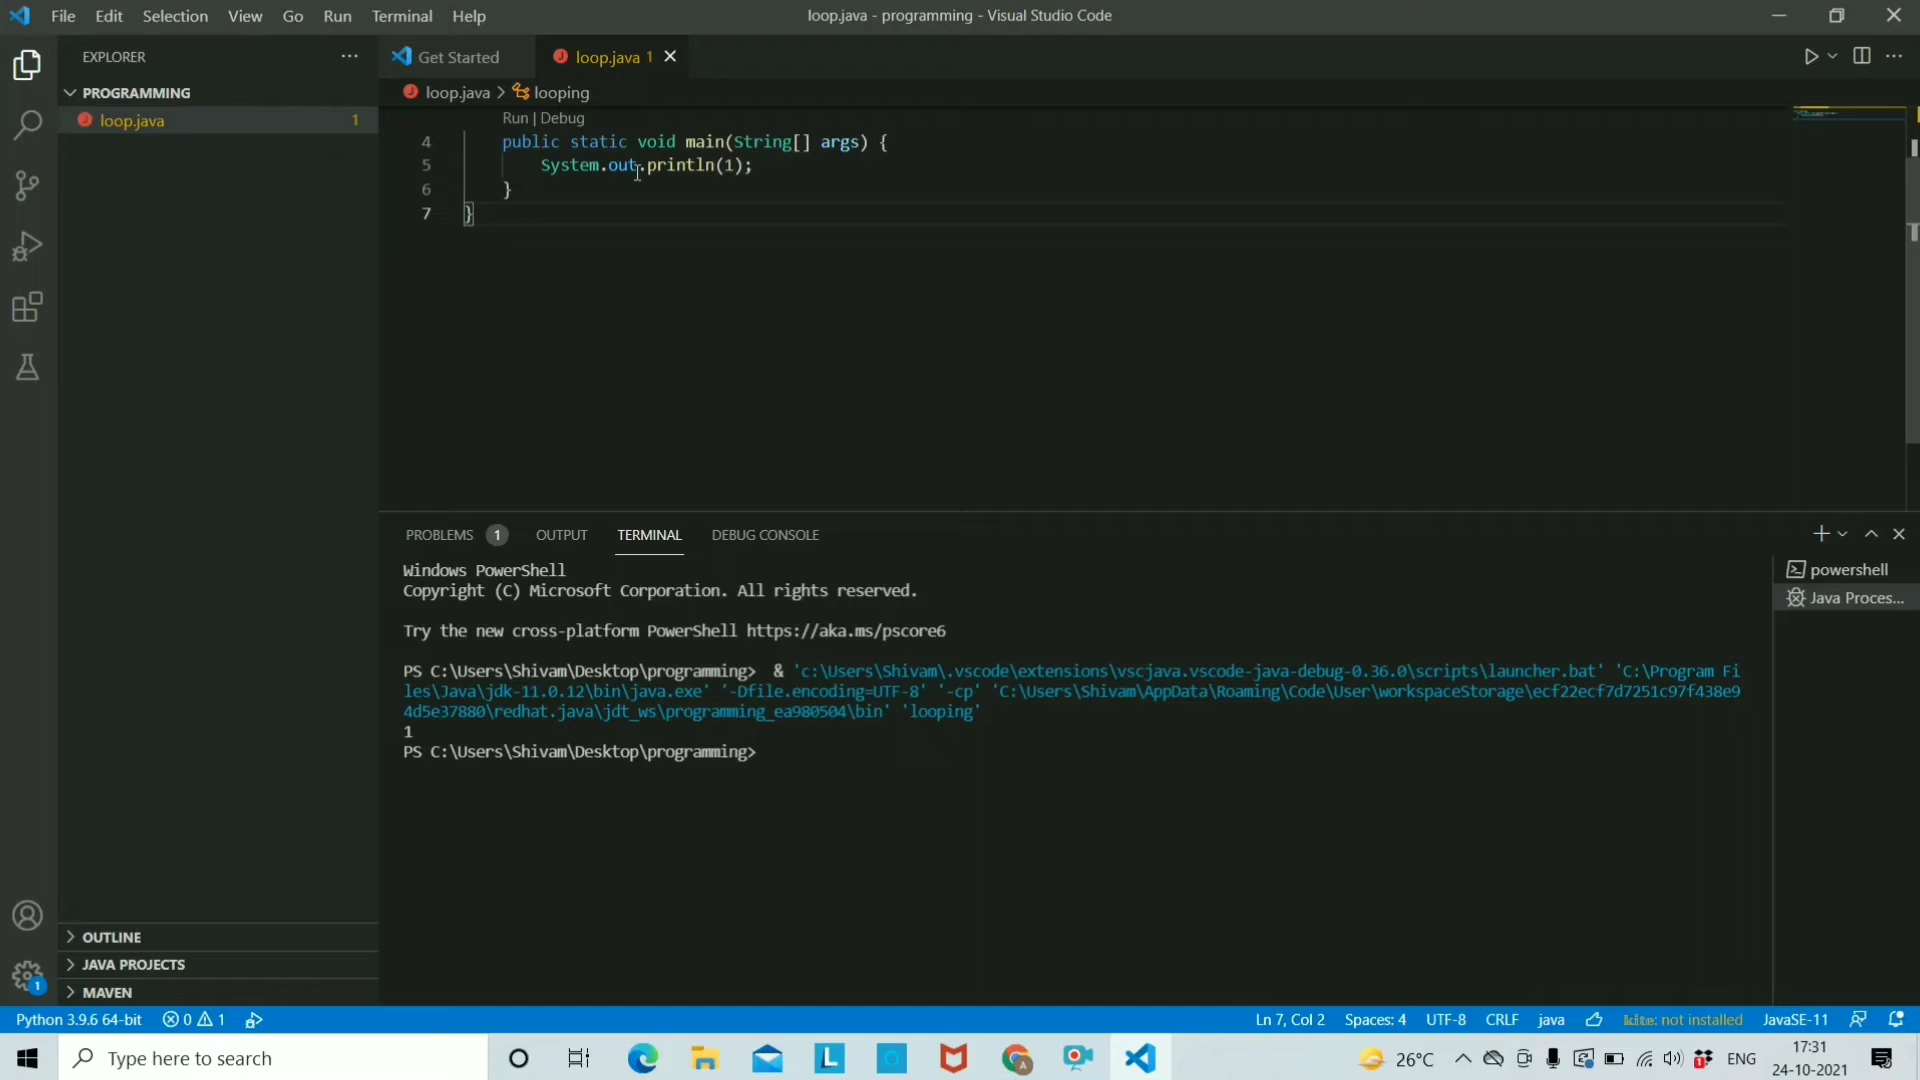 File Edit Selection View Go Run Terminal Help
loop.java - programming - Visual Studio Code
EXPLORER
PROGRAMMING
loop.java 1
Get Started
loop.java 1
loop.java > looping
Run | Debug
4 public static void main(String[] args) {
5 System.out.println(1);
6 }
7 }
PROBLEMS 1 OUTPUT TERMINAL DEBUG CONSOLE
powershell
Java Proces...
Windows PowerShell
Copyright (C) Microsoft Corporation. All rights reserved.
Try the new cross-platform PowerShell https://aka.ms/pscore6
PS C:\Users\Shivam\Desktop\programming> & 'c:\Users\Shivam\.vscode\extensions\vscjava.vscode-java-debug-0.36.0\scripts\launcher.bat' 'C:\Program Fi
les\Java\jdk-11.0.12\bin\java.exe' '-Dfile.encoding=UTF-8' '-cp' 'C:\Users\Shivam\AppData\Roaming\Code\User\workspaceStorage\ecf22ecf7d7251c97f438e9
4d5e37880\redhat.java\jdt_ws\programming_ea980504\bin' 'looping'
1
PS C:\Users\Shivam\Desktop\programming>
OUTLINE
JAVA PROJECTS
MAVEN
1
Python 3.9.6 64-bit 0 1
Ln 7, Col 2 Spaces: 4 UTF-8 CRLF java kite: not installed JavaSE-11
Type here to search
26°C ENG
17:31
24-10-2021